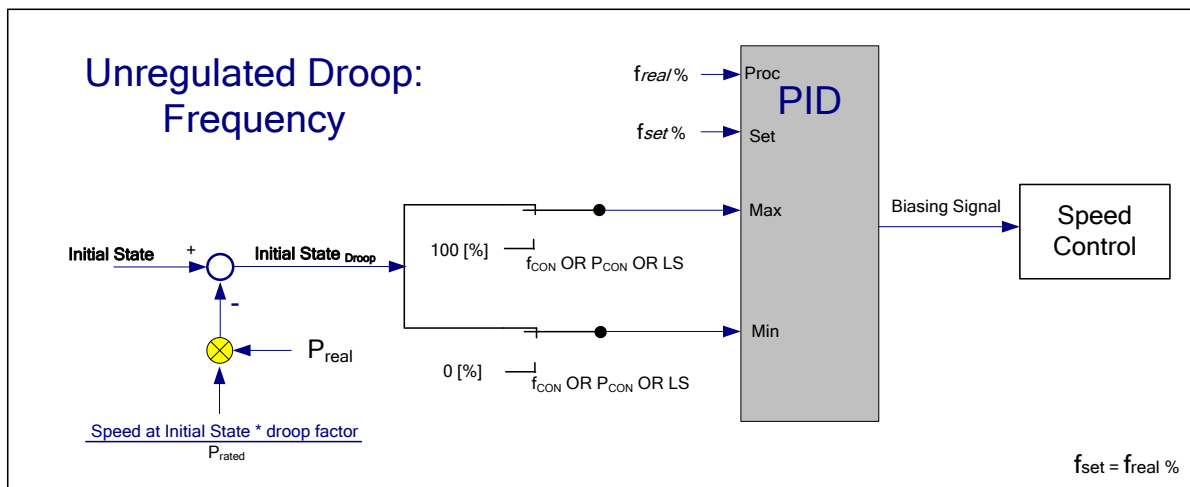 Unregulated Droop:
Frequency
freal %
fset %
Proc
PID
Set
Max
Min
Biasing Signal
Speed
Control
Initial State
+
Initial State Droop
100 [%]
fCON OR PCON OR LS
-
Preal
0 [%]
fCON OR PCON OR LS
Speed at Initial State * droop factor
Prated
fset = freal %